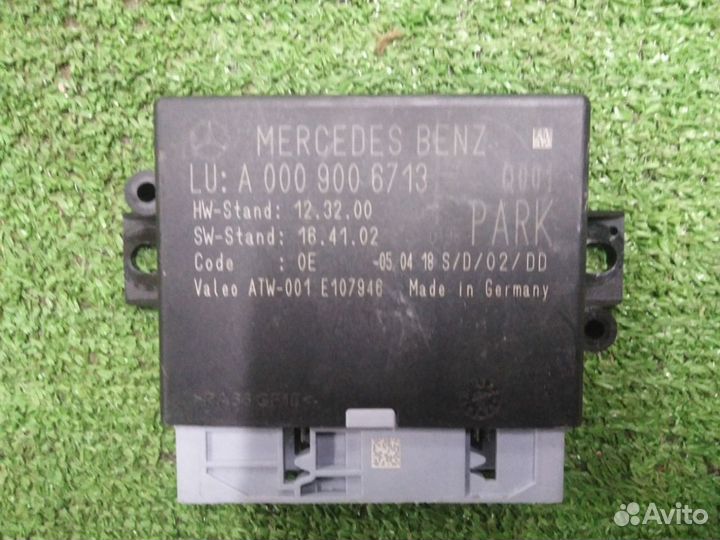 MERCEDES BENZ
LU: A 000 900 6713 Q001
HW-Stand: 12.32.00
SW-Stand: 16.41.02 PARK
Code : 0E -05 04 18 S/D/02/DD
Valeo ATW-001 E107946 Made in Germany
Avito